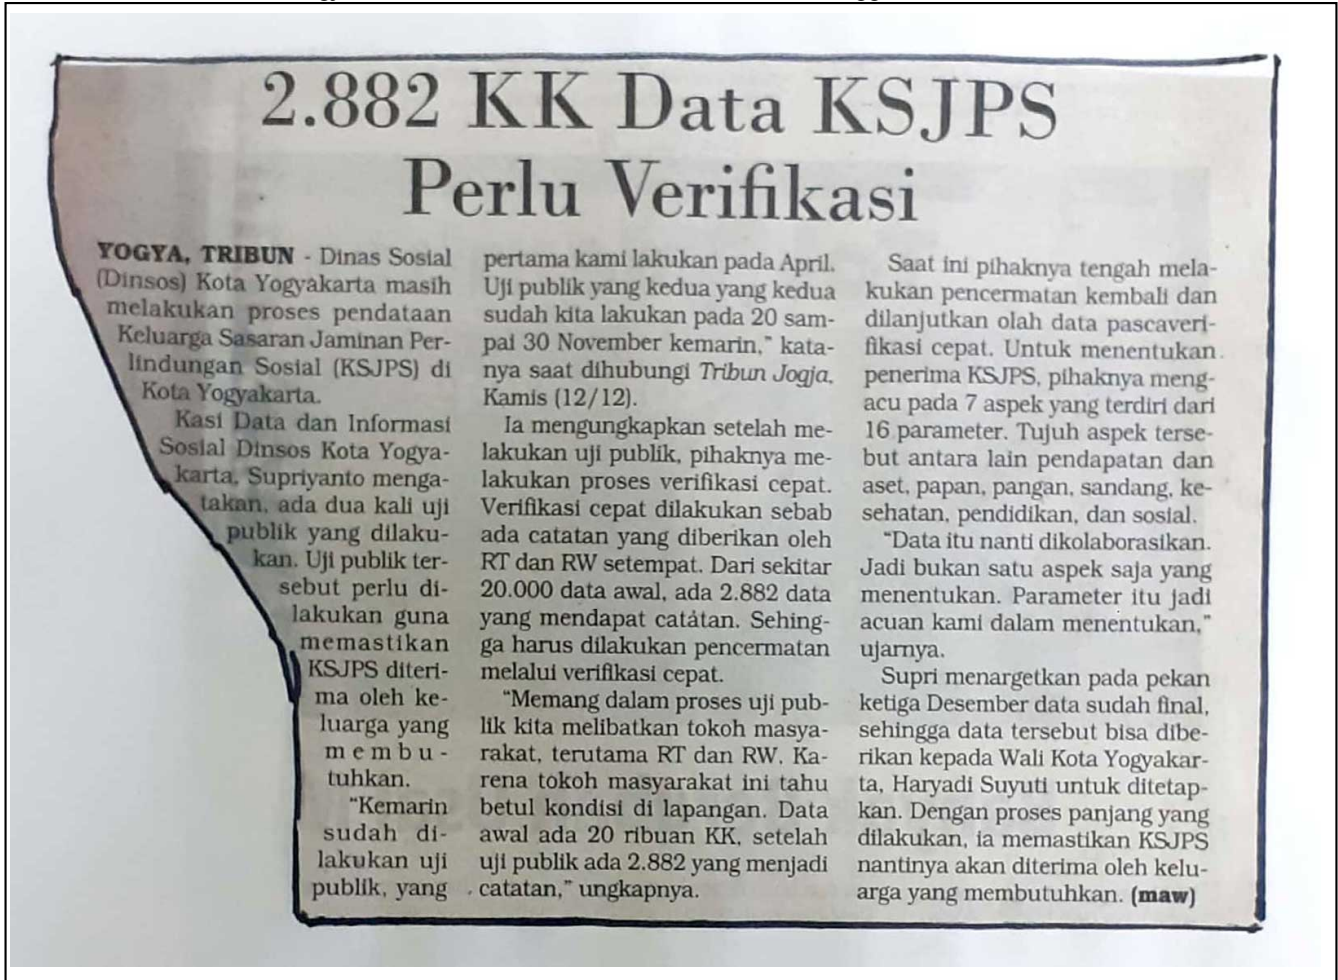 2.882 KK Data KSJPS
Perlu Verifikasi
YOGYA, TRIBUN - Dinas Sosial
(Dinsos) Kota Yogyakarta masih
melakukan proses pendataan
Keluarga Sasaran Jaminan Per-
lindungan Sosial (KSJPS) di
Kota Yogyakarta.
Kasi Data dan Informasi
Sosial Dinsos Kota Yogya-
karta, Supriyanto menga-
takan, ada dua kali uji
publik yang dilaku-
kan. Uji publik ter-
sebut perlu di-
lakukan guna
memastikan
KSJPS diteri-
ma oleh ke-
luarga yang
membu-
tuhkan.
"Kemarin
sudah di-
lakukan uji
publik, yang
pertama kami lakukan pada April.
Uji publik yang kedua yang kedua
sudah kita lakukan pada 20 sam-
pai 30 November kemarin," kata-
nya saat dihubungi Tribun Jogja,
Kamis (12/12).
Ia mengungkapkan setelah me-
lakukan uji publik, pihaknya me-
lakukan proses verifikasi cepat.
Verifikasi cepat dilakukan sebab
ada catatan yang diberikan oleh
RT dan RW setempat. Dari sekitar
20.000 data awal, ada 2.882 data
yang mendapat catatan. Sehing-
ga harus dilakukan pencermatan
melalui verifikasi cepat.
"Memang dalam proses uji pub-
lik kita melibatkan tokoh masya-
rakat, terutama RT dan RW. Ka-
rena tokoh masyarakat ini tahu
betul kondisi di lapangan. Data
awal ada 20 ribuan KK, setelah
uji publik ada 2.882 yang menjadi
catatan," ungkapnya.
Saat ini pihaknya tengah mela-
kukan pencermatan kembali dan
dilanjutkan olah data pascaveri-
fikasi cepat. Untuk menentukan
penerima KSJPS, pihaknya meng-
acu pada 7 aspek yang terdiri dari
16 parameter. Tujuh aspek terse-
but antara lain pendapatan dan
aset, papan, pangan, sandang, ke-
sehatan, pendidikan, dan sosial.
"Data itu nanti dikolaborasikan.
Jadi bukan satu aspek saja yang
menentukan. Parameter itu jadi
acuan kami dalam menentukan,"
ujarnya.
Supri menargetkan pada pekan
ketiga Desember data sudah final,
sehingga data tersebut bisa dibe-
rikan kepada Wali Kota Yogyakar-
ta, Haryadi Suyuti untuk ditetap-
kan. Dengan proses panjang yang
dilakukan, ia memastikan KSJPS
nantinya akan diterima oleh kelu-
arga yang membutuhkan. (maw)